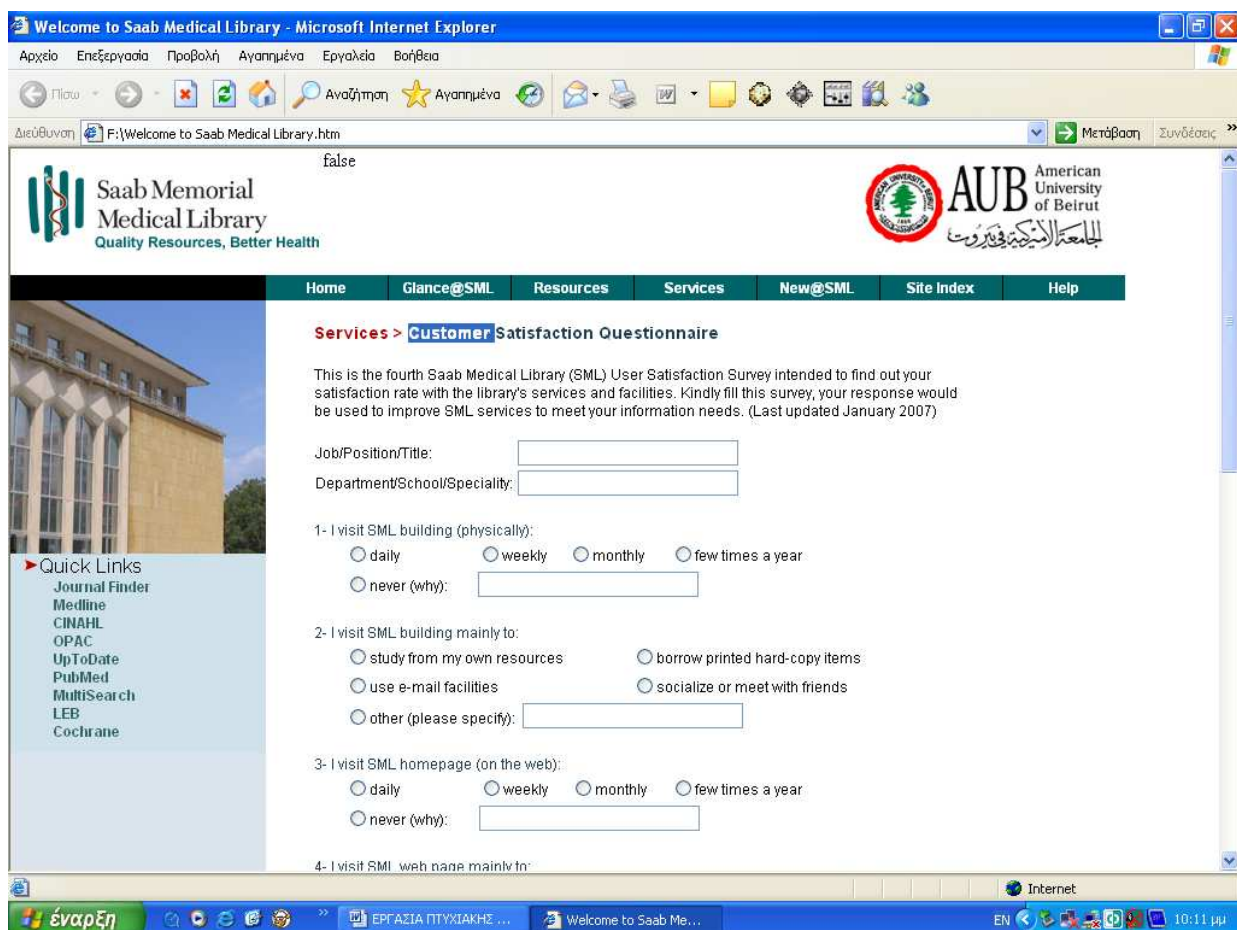 Welcome to Saab Medical Library - Microsoft Internet Explorer
Αρχείο Επεξεργασία Προβολή Αγαπημένα Εργαλεία Βοήθεια
Πίσω Αναζήτηση Αγαπημένα
Διεύθυνση F:\Welcome to Saab Medical Library.htm Μετάβαση Συνδέσεις »
false
Saab Memorial
Medical Library
Quality Resources, Better Health
AUB American
University
of Beirut
الجامعة الأميركية في بيروت
Home Glance@SML Resources Services New@SML Site Index Help
Services > Customer Satisfaction Questionnaire
This is the fourth Saab Medical Library (SML) User Satisfaction Survey intended to find out your
satisfaction rate with the library's services and facilities. Kindly fill this survey, your response would
be used to improve SML services to meet your information needs. (Last updated January 2007)
Job/Position/Title:
Department/School/Speciality:
1- I visit SML building (physically):
daily weekly monthly few times a year
never (why):
2- I visit SML building mainly to:
study from my own resources borrow printed hard-copy items
use e-mail facilities socialize or meet with friends
other (please specify):
3- I visit SML homepage (on the web):
daily weekly monthly few times a year
never (why):
4- I visit SML web page mainly to:
Quick Links
Journal Finder
Medline
CINAHL
OPAC
UpToDate
PubMed
MultiSearch
LEB
Cochrane
Internet
έναρξη » ΕΡΓΑΣΙΑ ΠΤΥΧΙΑΚΗΣ ... Welcome to Saab Me... EN 10:11 μμ